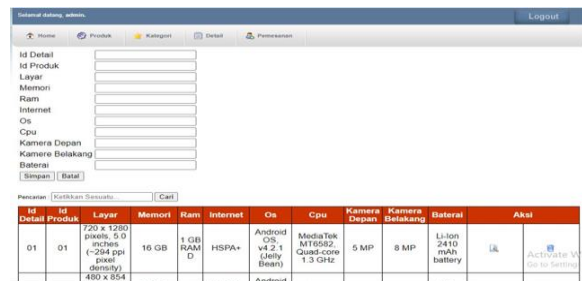 Selamat datang, admin.
Logout
Home Produk Kategori Detail Pemesanan
Id Detail
Id Produk
Layar
Memori
Ram
Internet
Os
Cpu
Kamera Depan
Kamere Belakang
Baterai
Simpan Batal
Pencarian : Ketikkan Sesuatu... Cari
Id Detail Id Produk Layar Memori Ram Internet Os Cpu Kamera Depan Kamera Belakang Baterai Aksi
01 01 720 x 1280 pixels, 5.0 inches (~294 ppi pixel density) 16 GB 1 GB RAM D HSPA+ Android OS, v4.2.1 (Jelly Bean) MediaTek MT6582, Quad-core 1.3 GHz 5 MP 8 MP Li-Ion 2410 mAh battery
480 x 854 Android
Activate W
Go to Setting